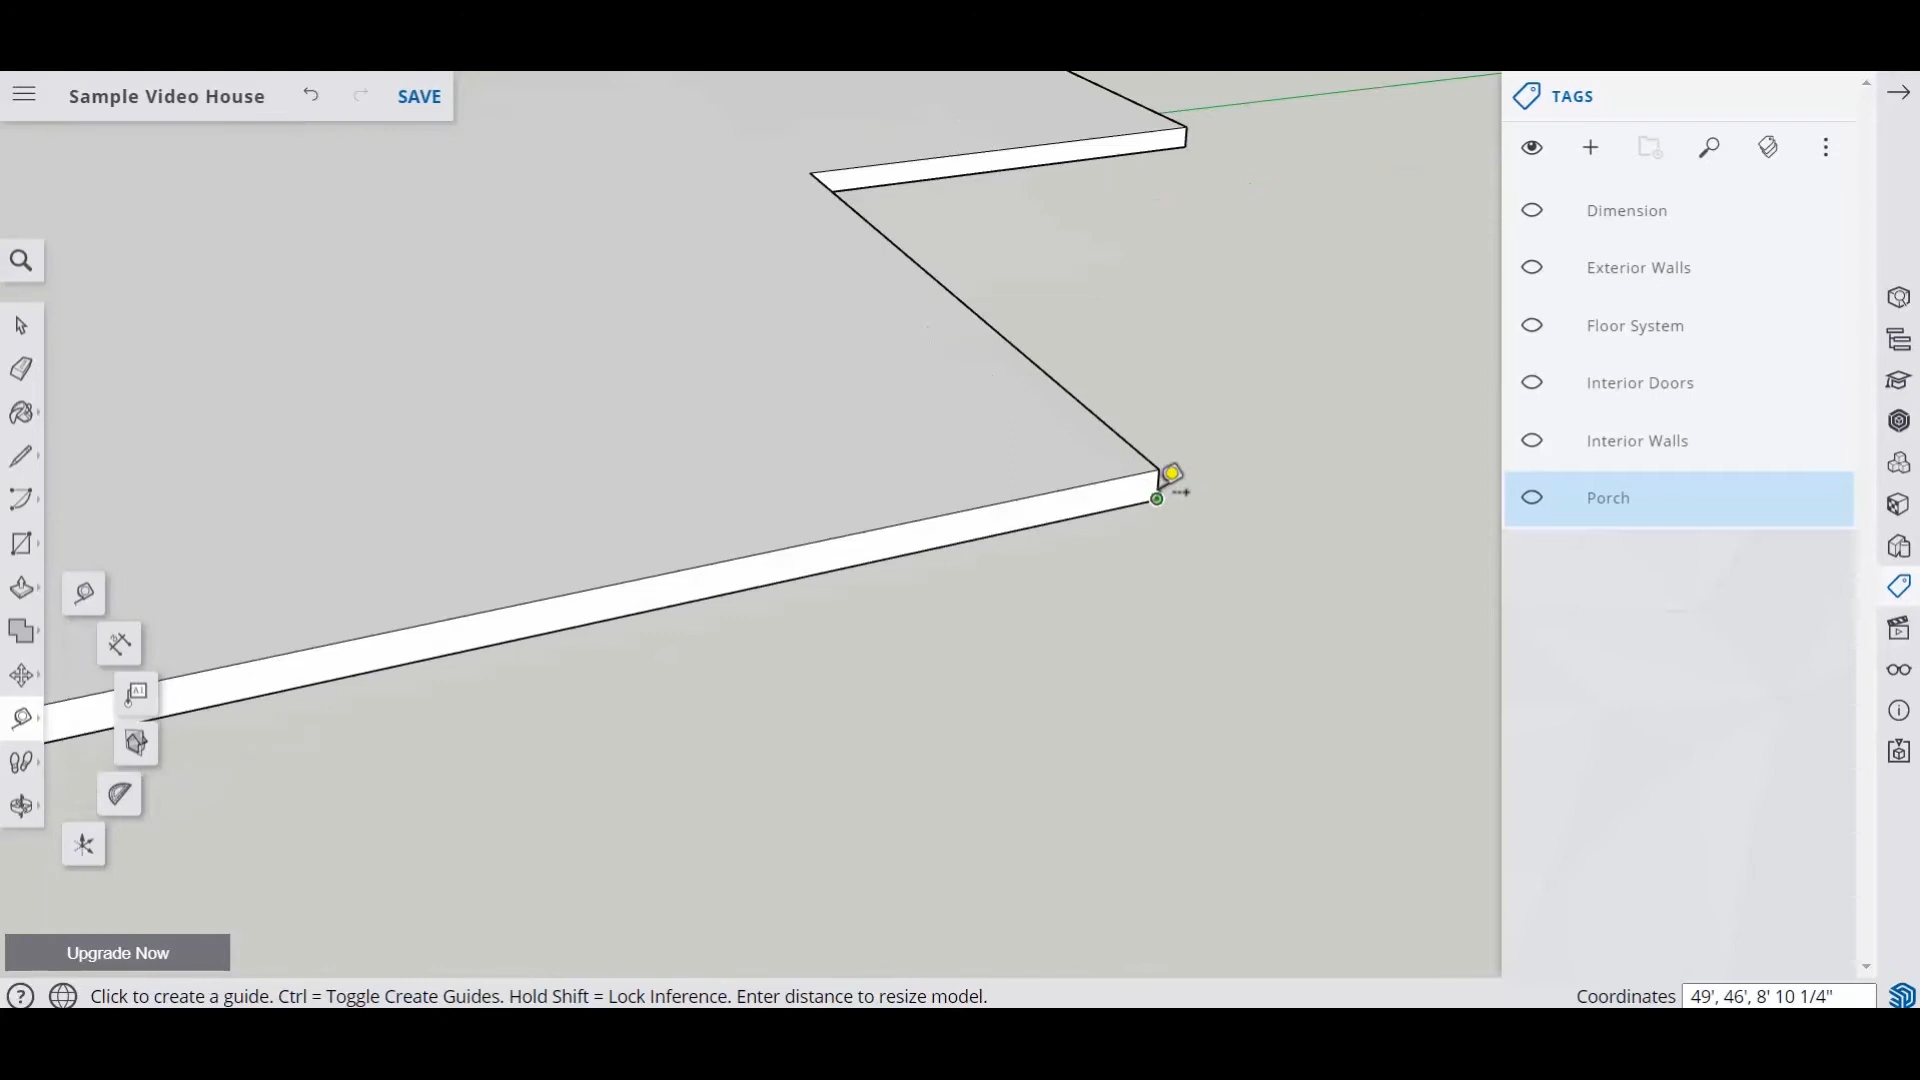 Sample Video House
SAVE
TAGS
Dimension
Exterior Walls
Floor System
Interior Doors
Interior Walls
Porch
A1
Upgrade Now
? Click to create a guide. Ctrl = Toggle Create Guides. Hold Shift = Lock Inference. Enter distance to resize model.
Coordinates 49', 46', 8' 10 1/4"